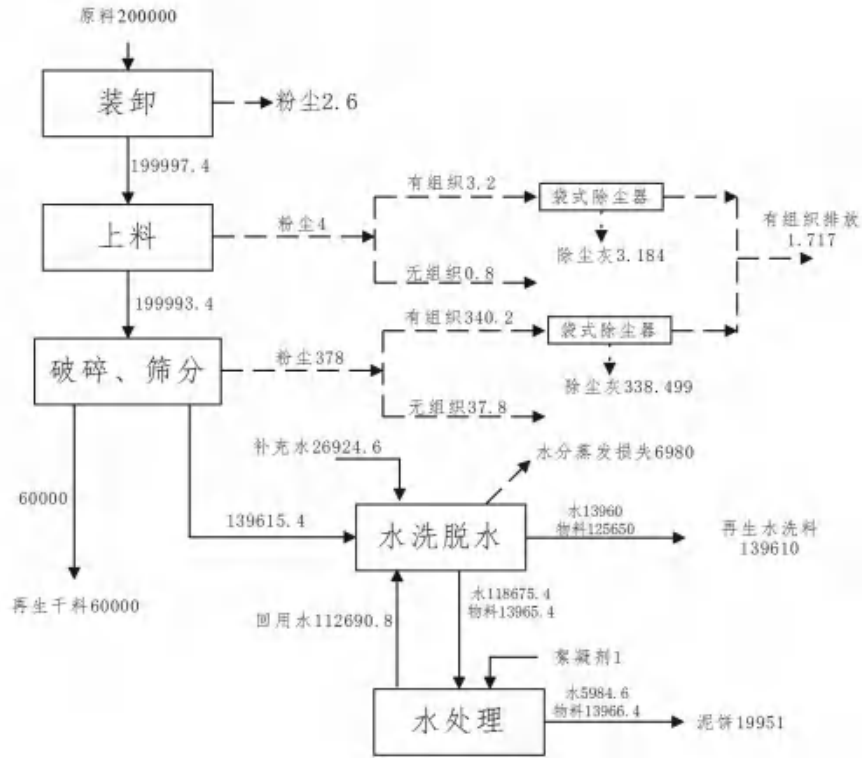 原料200000
装卸
粉尘2.6
199997.4
上料
粉尘4
有组织3.2
袋式除尘器
除尘灰3.184
无组织0.8
有组织排放
1.717
199993.4
破碎、筛分
粉尘378
有组织340.2
袋式除尘器
除尘灰338.499
无组织37.8
补充水26924.6
水分蒸发损失6980
60000
139615.4
水洗脱水
水13960
物料125650
再生水洗料
139610
再生干料60000
回用水112690.8
水118675.4
物料13965.4
絮凝剂1
水处理
水5984.6
物料13966.4
泥饼19951